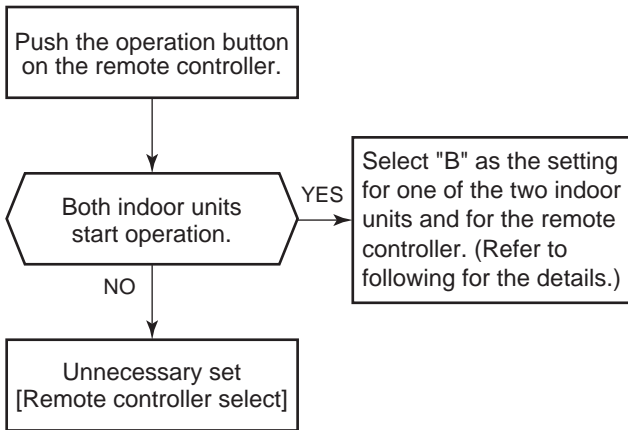 Push the operation button
on the remote controller.
Both indoor units
start operation.
YES
Select "B" as the setting
for one of the two indoor
units and for the remote
controller. (Refer to
following for the details.)
NO
Unnecessary set
[Remote controller select]